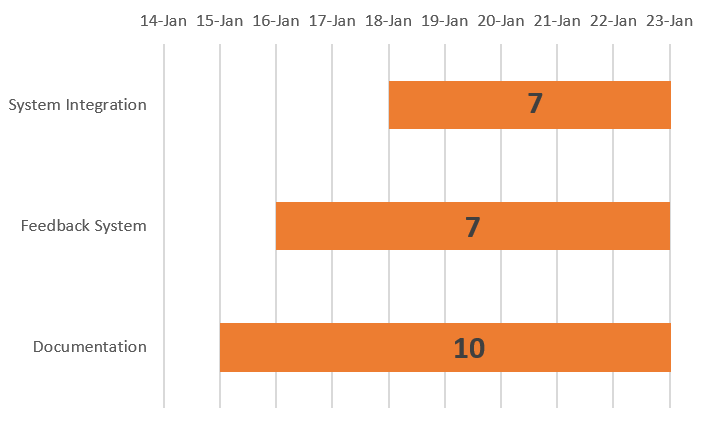 14-Jan 15-Jan 16-Jan 17-Jan 18-Jan 19-Jan 20-Jan 21-Jan 22-Jan 23-Jan
System Integration 7
Feedback System 7
Documentation 10